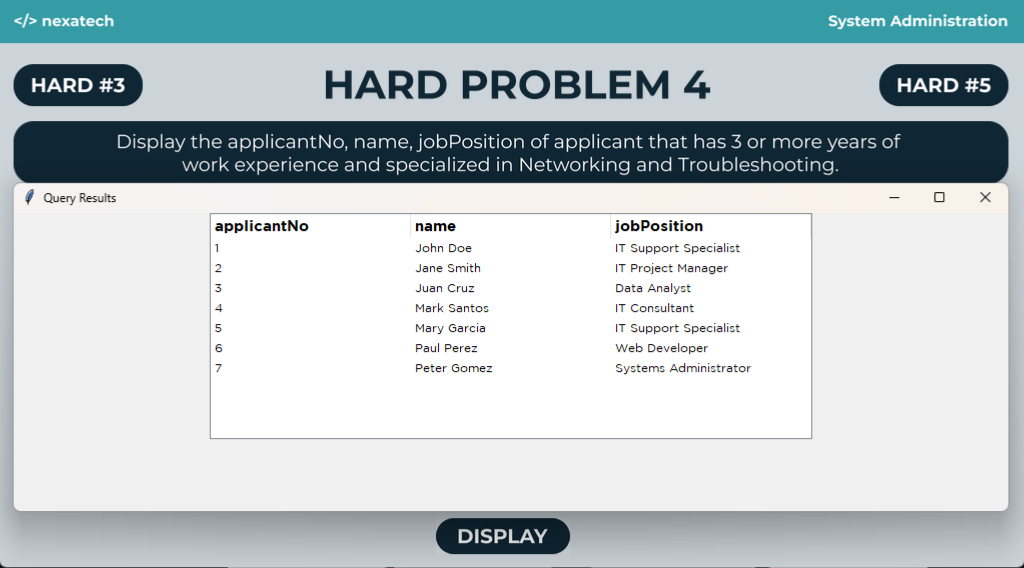 </> nexatech
System Administration
HARD #3
HARD PROBLEM 4
HARD #5
Display the applicantNo, name, jobPosition of applicant that has 3 or more years of
work experience and specialized in Networking and Troubleshooting.
Query Results
applicantNo name jobPosition
1 John Doe IT Support Specialist
2 Jane Smith IT Project Manager
3 Juan Cruz Data Analyst
4 Mark Santos IT Consultant
5 Mary Garcia IT Support Specialist
6 Paul Perez Web Developer
7 Peter Gomez Systems Administrator
DISPLAY